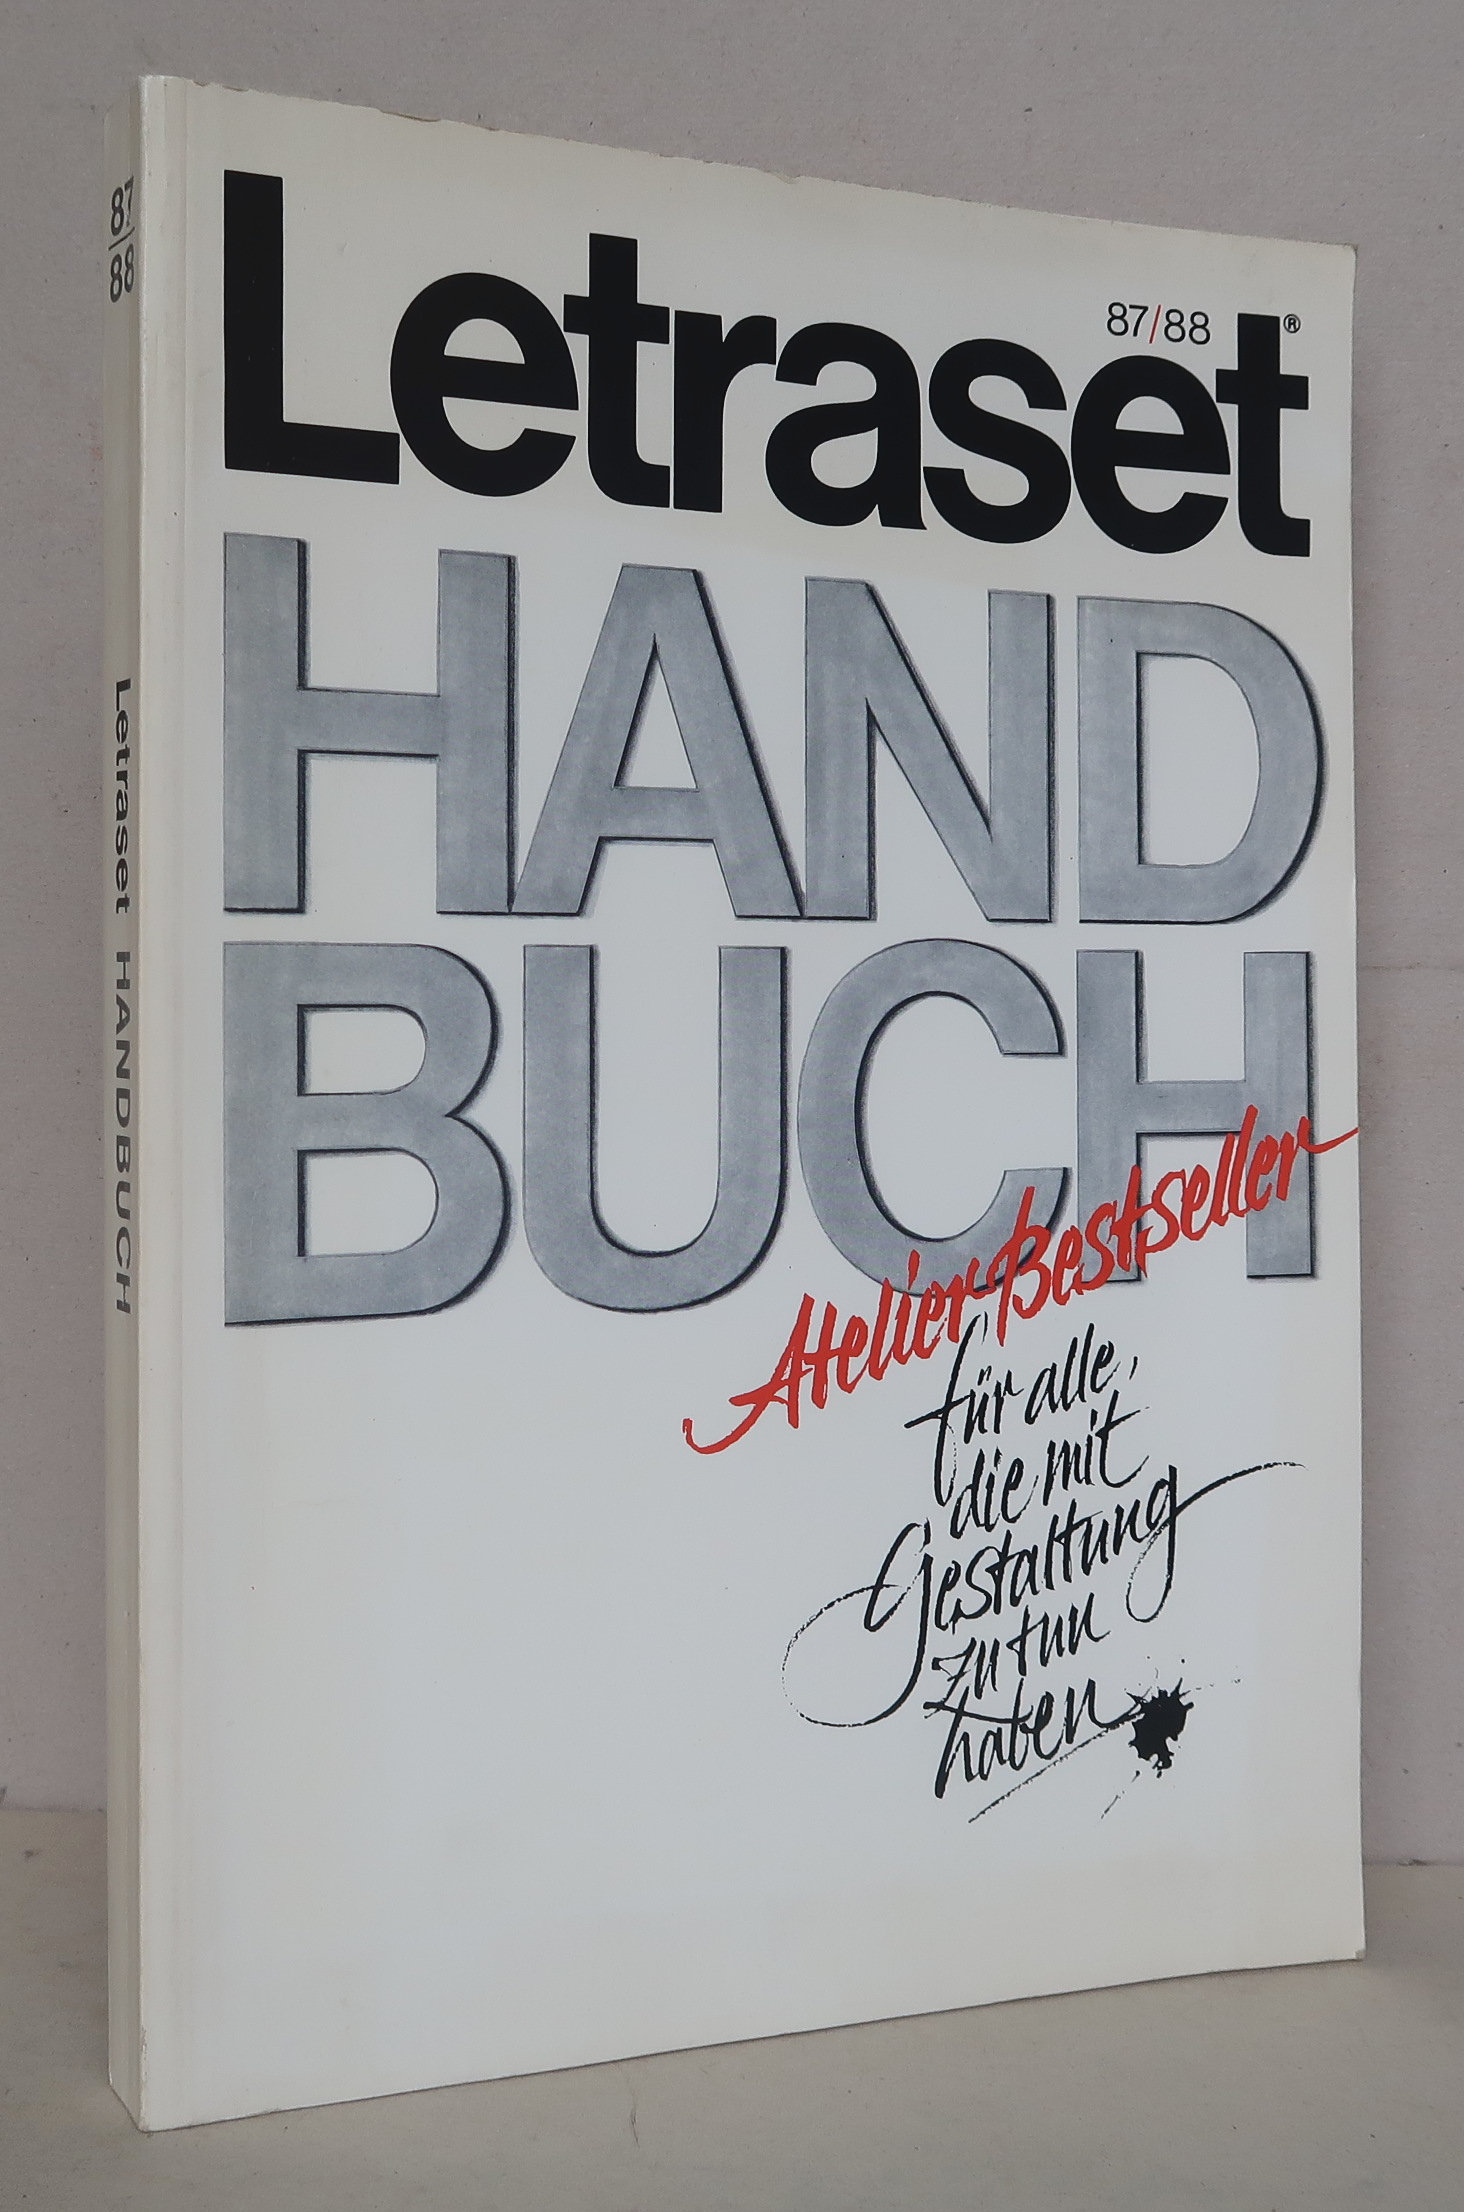 87/88
Letraset HANDBUCH
87/88
Letraset®
HAND
BUCH
Atelier-Bestseller
für alle,
die mit
Gestaltung
zu tun
haben